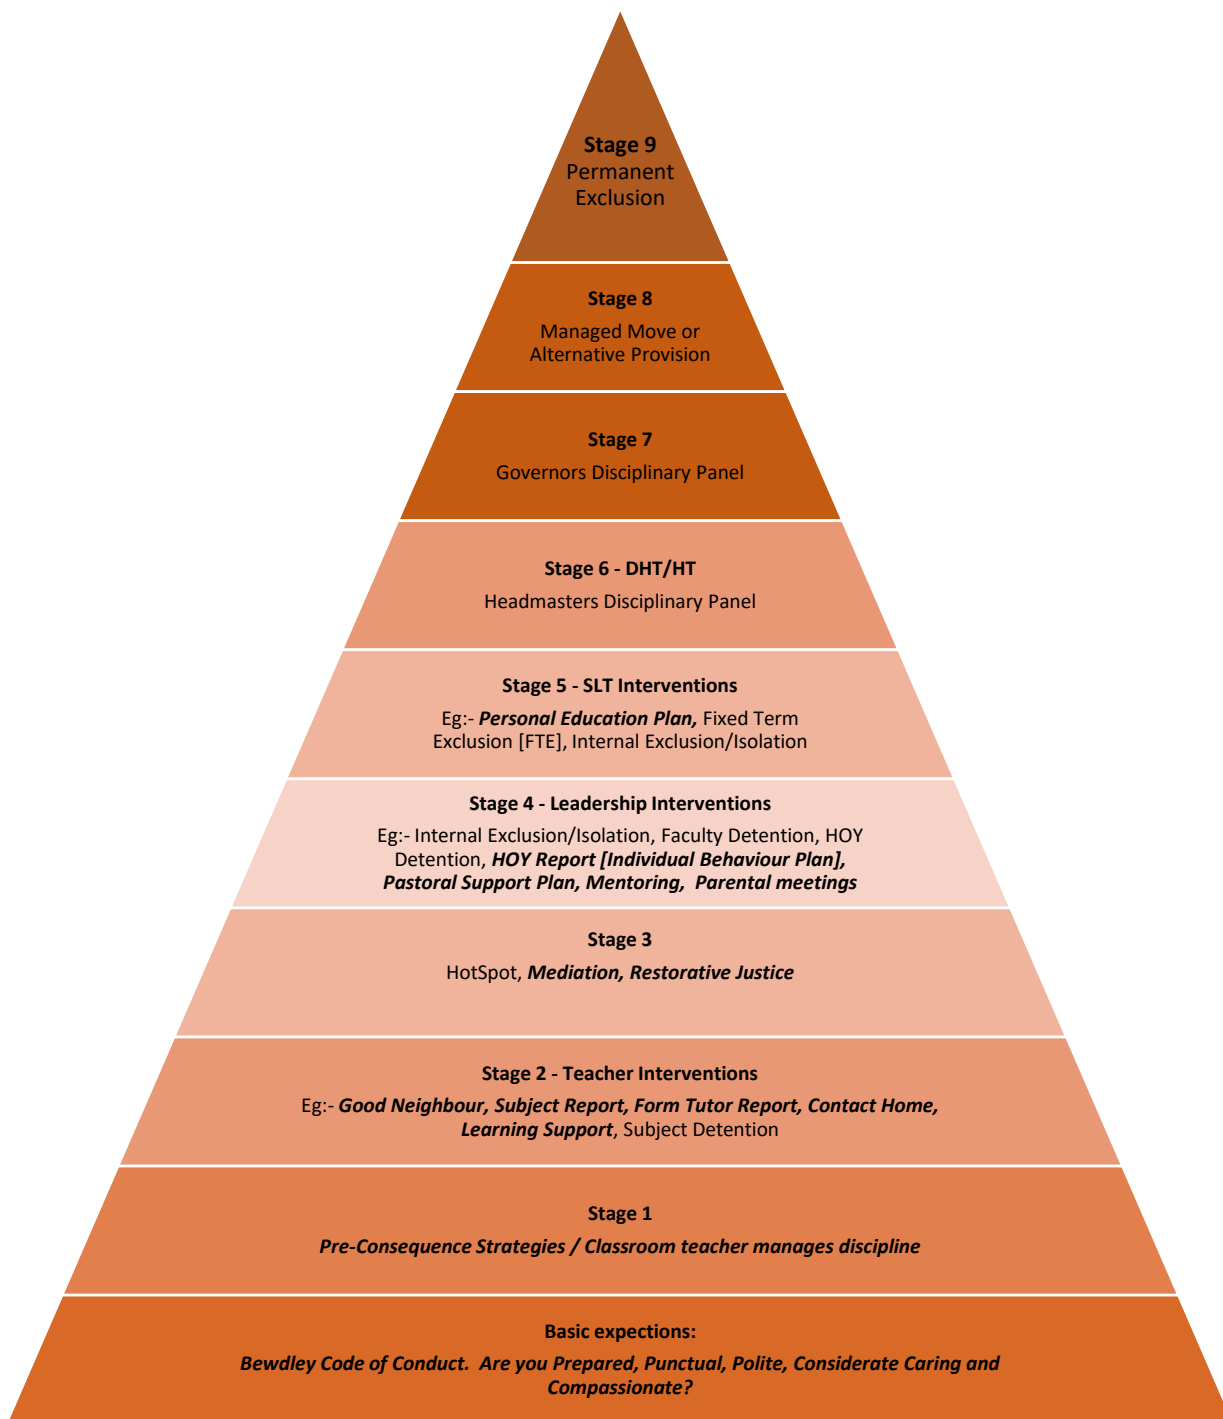 Stage 9
Permanent
Exclusion
Stage 8
Managed Move or
Alternative Provision
Stage 7
Governors Disciplinary Panel
Stage 6 - DHT/HT
Headmasters Disciplinary Panel
Stage 5 - SLT Interventions
Eg:- Personal Education Plan, Fixed Term
Exclusion [FTE], Internal Exclusion/Isolation
Stage 4 - Leadership Interventions
Eg:- Internal Exclusion/Isolation, Faculty Detention, HOY
Detention, HOY Report [Individual Behaviour Plan],
Pastoral Support Plan, Mentoring,  Parental meetings
Stage 3
HotSpot, Mediation, Restorative Justice
Stage 2 - Teacher Interventions
Eg:- Good Neighbour, Subject Report, Form Tutor Report, Contact Home,
Learning Support, Subject Detention
Stage 1
Pre-Consequence Strategies / Classroom teacher manages discipline
Basic expections:
Bewdley Code of Conduct.  Are you Prepared, Punctual, Polite, Considerate Caring and
Compassionate?